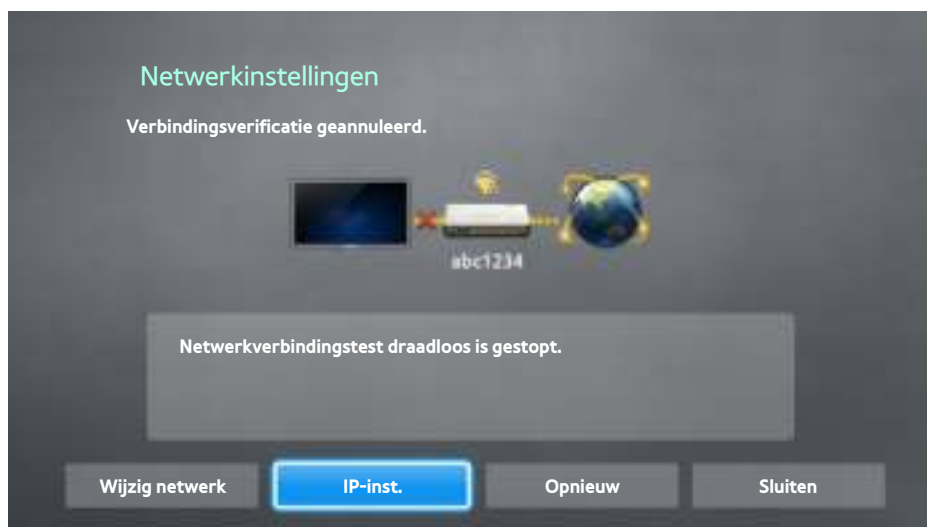 Netwerkinstellingen
Verbindingsverificatie geannuleerd.
abc1234
Netwerkverbindingstest draadloos is gestopt.
Wijzig netwerk
IP-inst.
Opnieuw
Sluiten